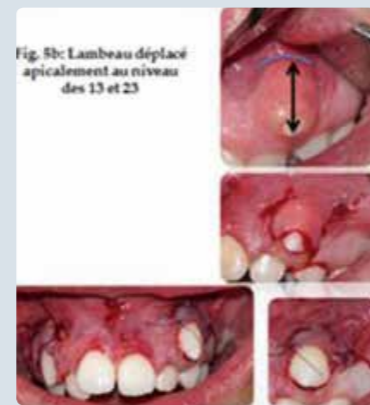 Fig. 5b: Lambeau déplacé
apicalement au niveau
des 13 et 23